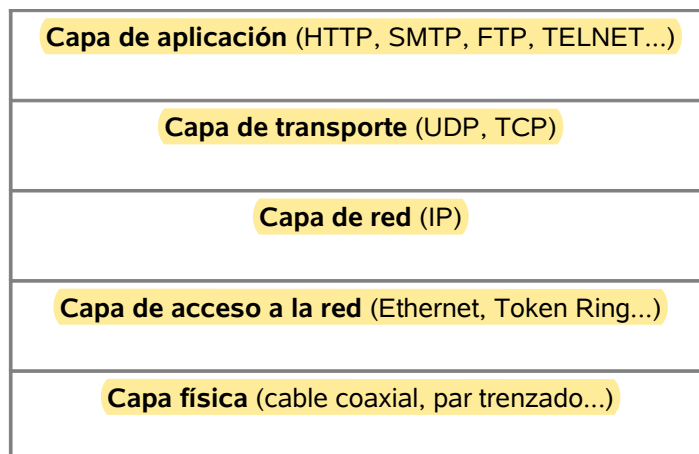 Capa de aplicación (HTTP, SMTP, FTP, TELNET...)
Capa de transporte (UDP, TCP)
Capa de red (IP)
Capa de acceso a la red (Ethernet, Token Ring...)
Capa física (cable coaxial, par trenzado...)